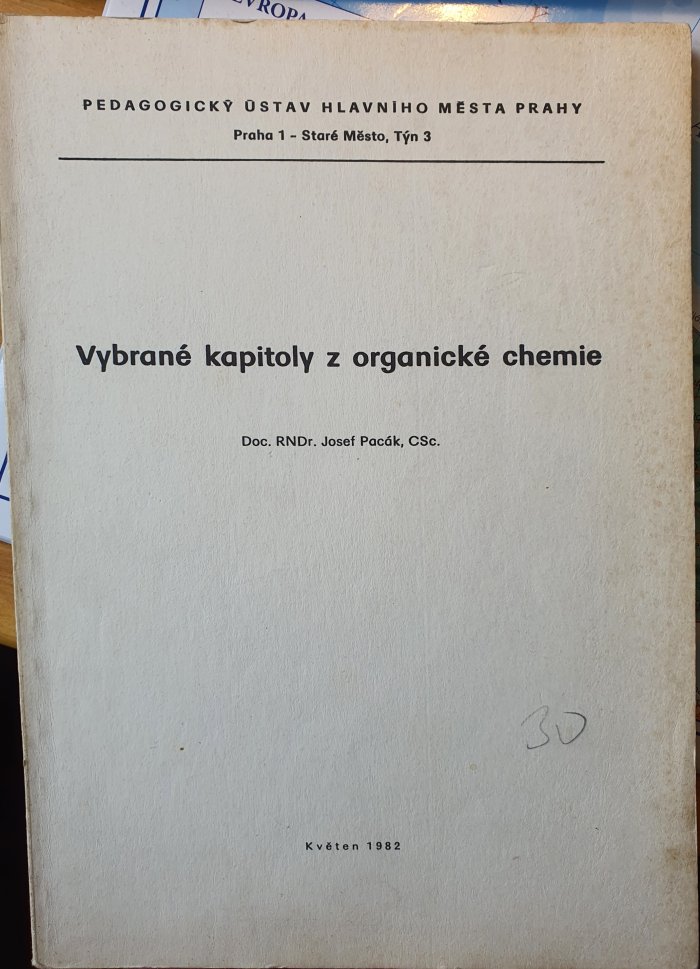 EVROPA
PEDAGOGICKÝ ÚSTAV HLAVNÍHO MĚSTA PRAHY
Praha 1 - Staré Město, Týn 3
Vybrané kapitoly z organické chemie
Doc. RNDr. Josef Pacák, CSc.
30
Květen 1982